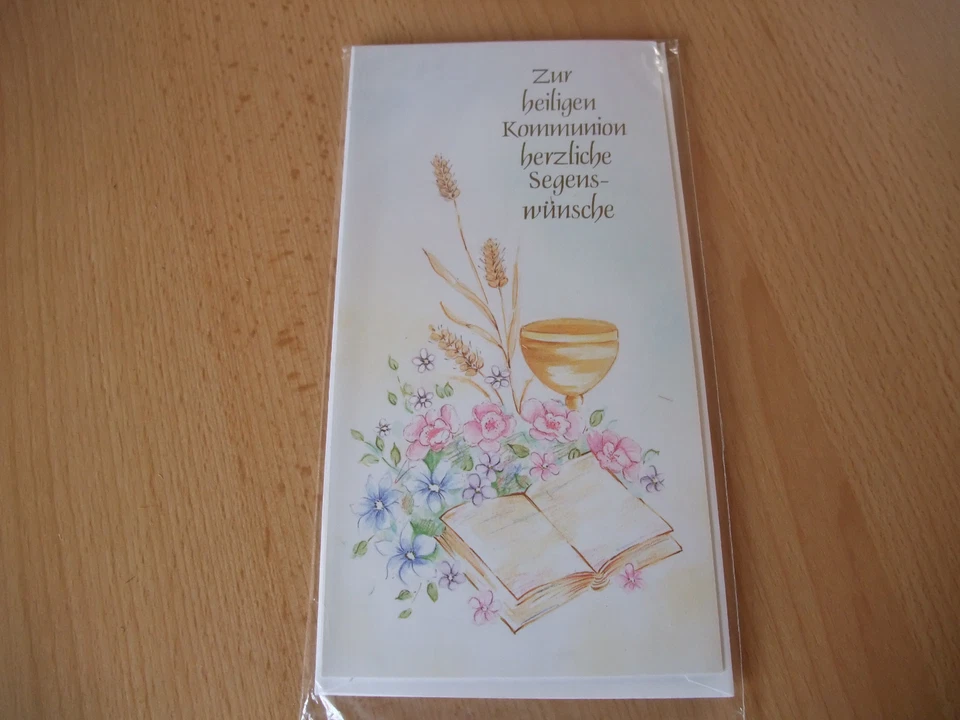 Zur
heiligen
Kommunion
herzliche
Segens-
wünsche